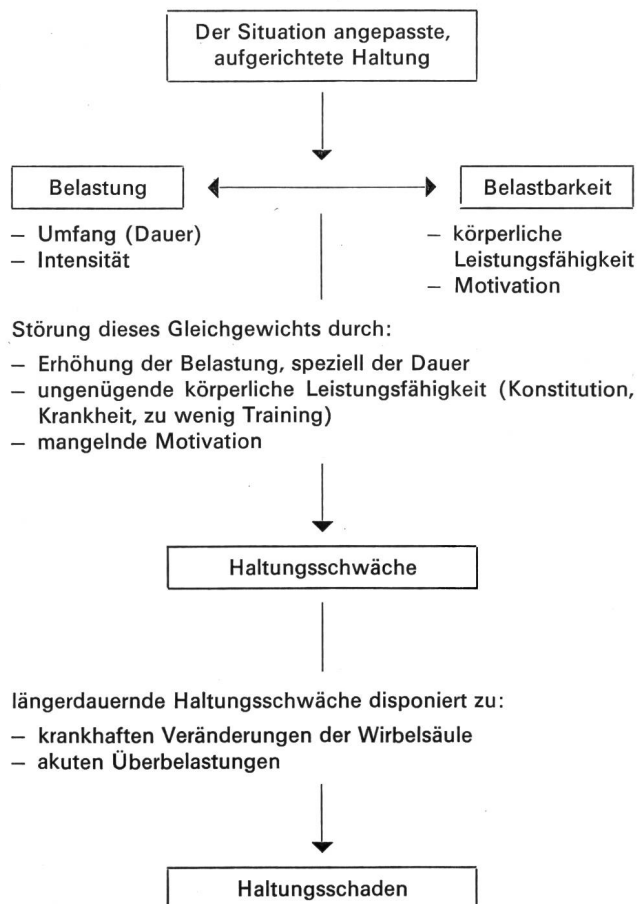 Der Situation angepasste,
aufgerichtete Haltung
Belastung
Belastbarkeit
– Umfang (Dauer)
– Intensität
– körperliche
Leistungsfähigkeit
– Motivation
Störung dieses Gleichgewichts durch:
– Erhöhung der Belastung, speziell der Dauer
– ungenügende körperliche Leistungsfähigkeit (Konstitution,
Krankheit, zu wenig Training)
– mangelnde Motivation
Haltungsschwäche
längerdauernde Haltungsschwäche disponiert zu:
– krankhaften Veränderungen der Wirbelsäule
– akuten Überbelastungen
Haltungsschaden